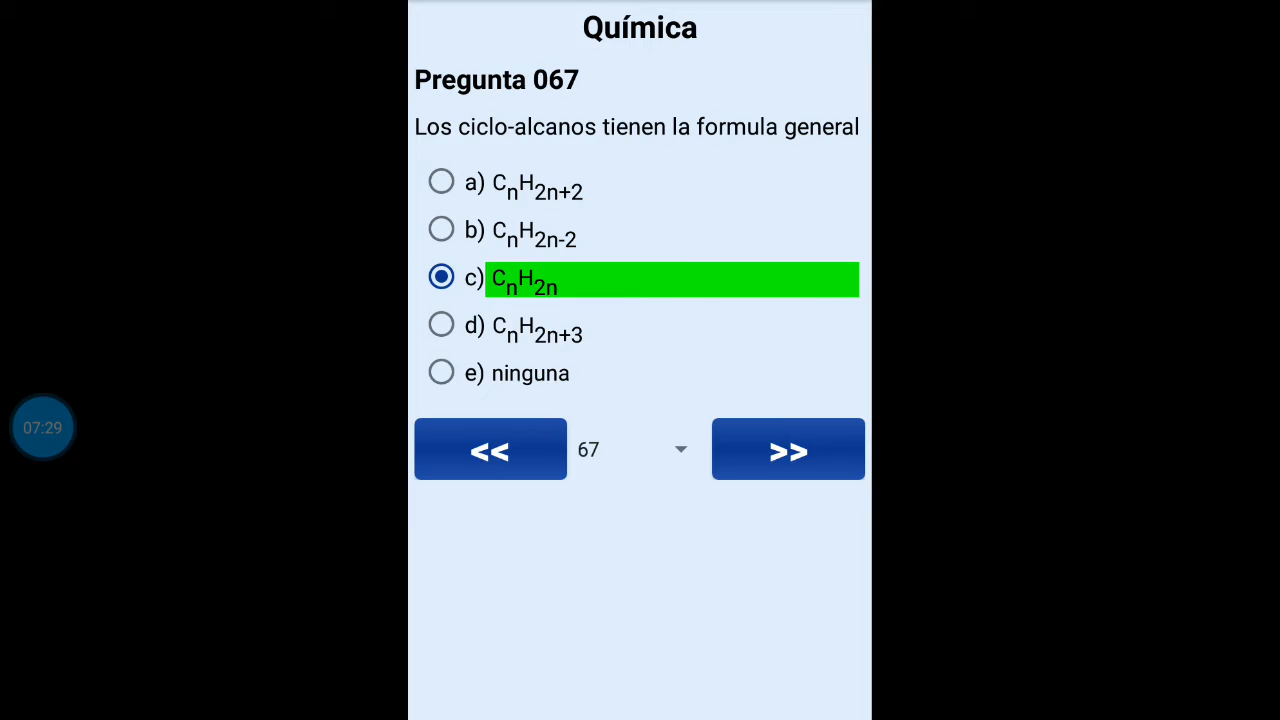 Química
Pregunta 067
Los ciclo-alcanos tienen la formula general
a) CnH2n+2
b) CnH2n-2
c) CnH2n
d) CnH2n+3
e) ninguna
<< 67 >>
07:29